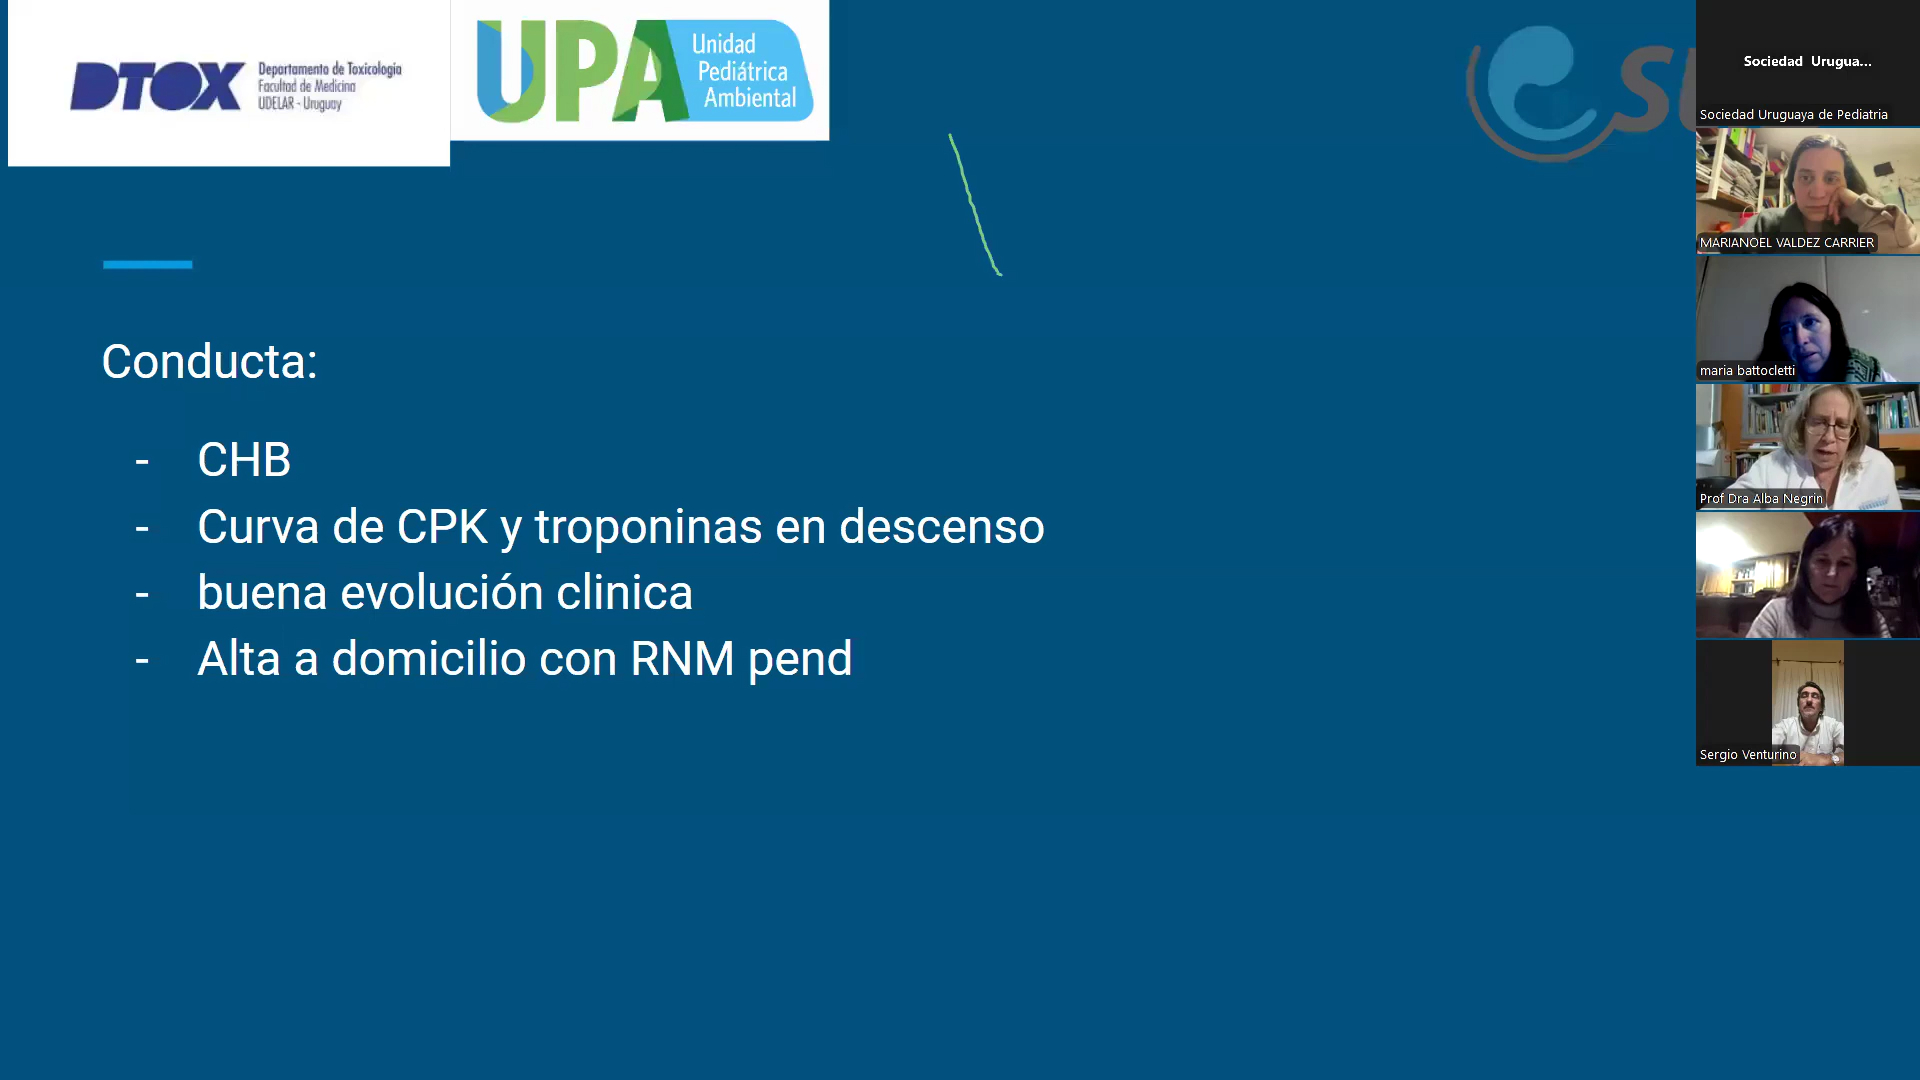 DTOX
Departamento de Toxicología
Facultad de Medicina
UDELAR - Uruguay
UPA
Unidad
Pediátrica
Ambiental
Conducta:
- CHB
- Curva de CPK y troponinas en descenso
- buena evolución clinica
- Alta a domicilio con RNM pend
Sociedad Urugua...
Sociedad Uruguaya de Pediatria
MARIANOEL VALDEZ CARRIER
maria battocletti
Prof Dra Alba Negrin
Sergio Venturino